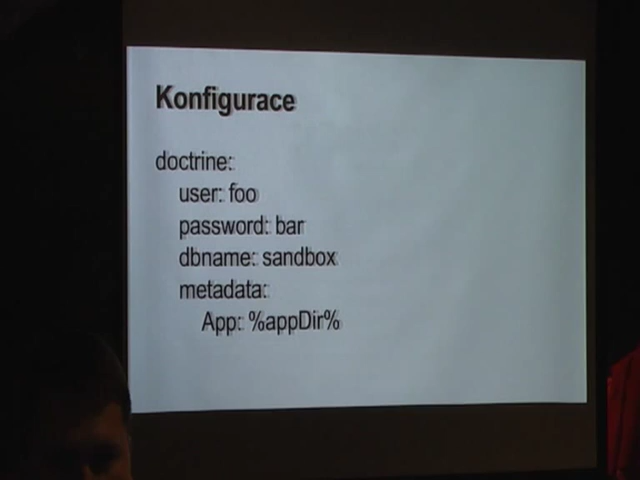 Konfigurace
doctrine:
user: foo
password: bar
dbname: sandbox
metadata:
App: %appDir%